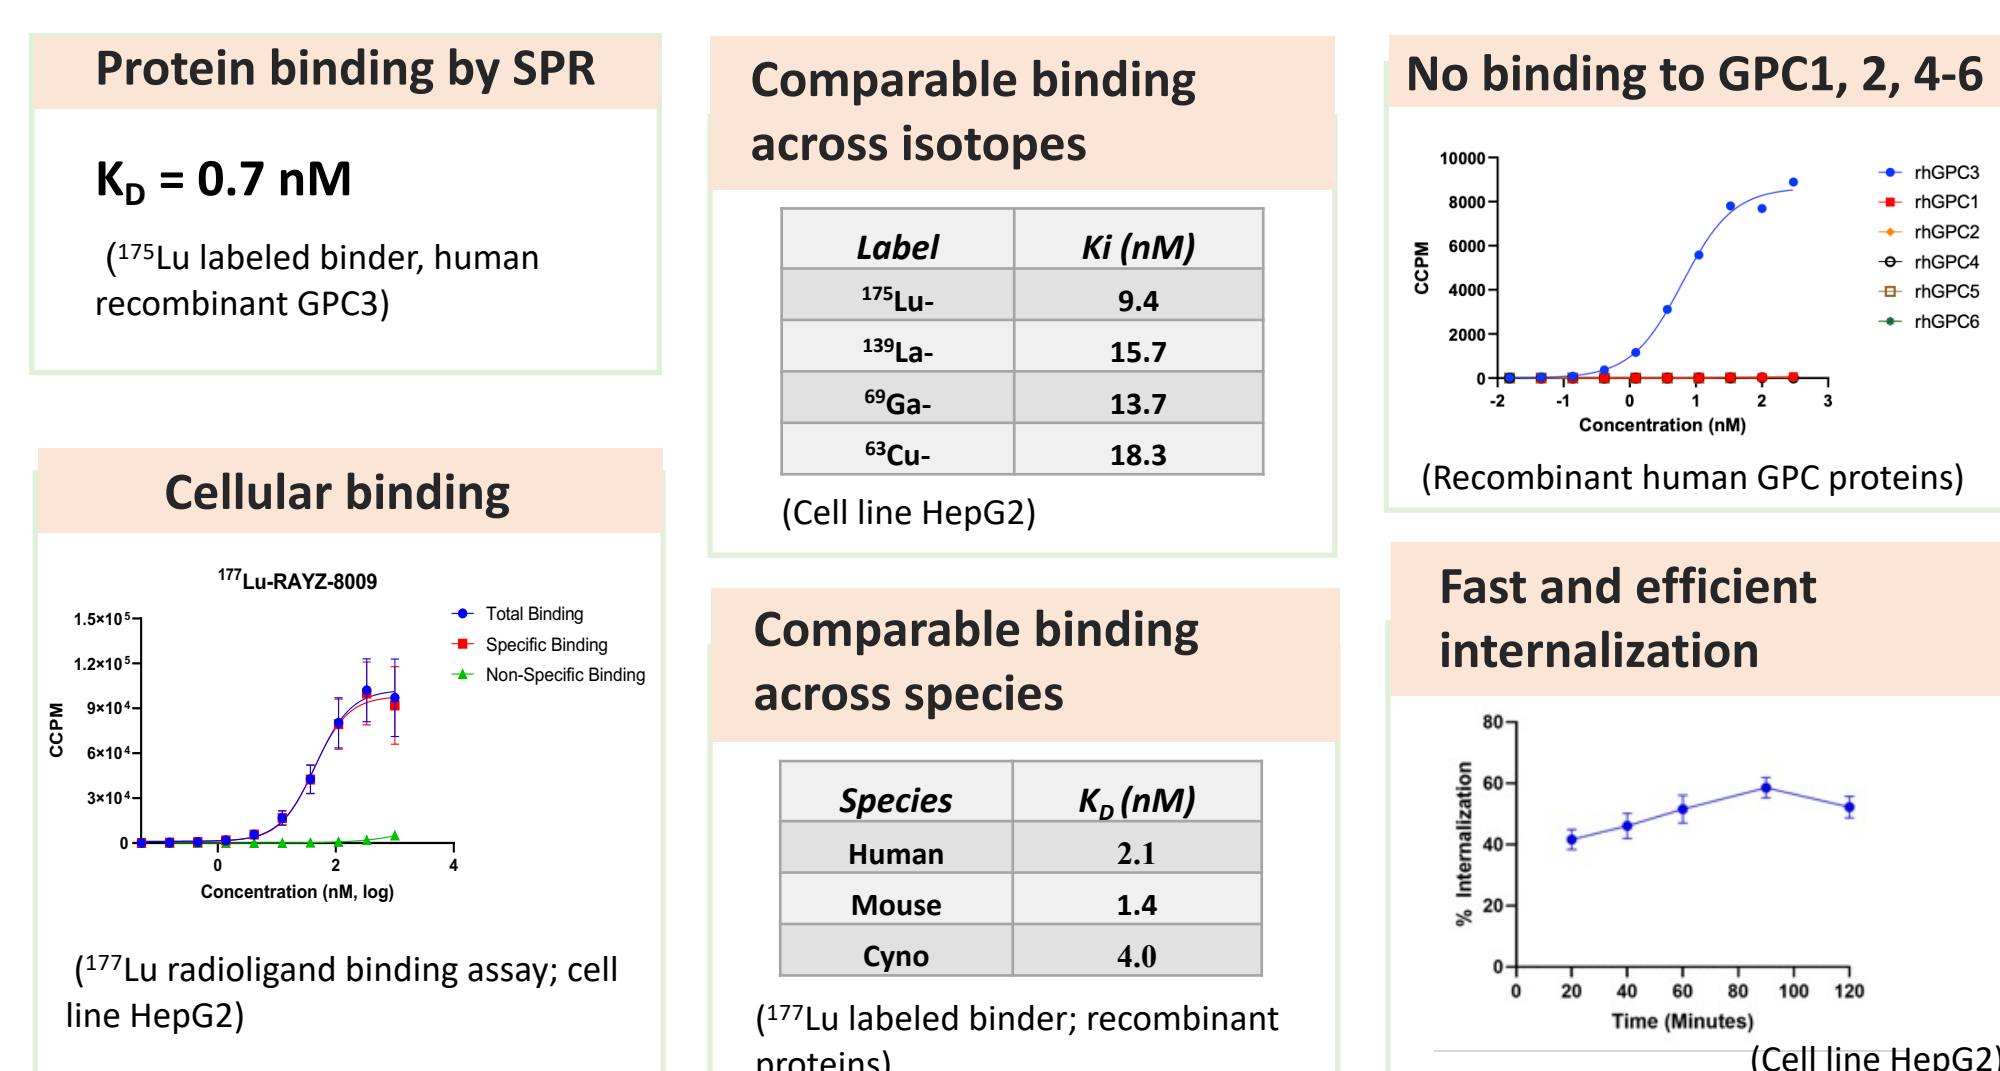 Protein binding by SPR
K_D = 0.7 nM
(¹⁷⁵Lu labeled binder, human
recombinant GPC3)
Cellular binding
¹⁷⁷Lu-RAYZ-8009
1.5×10⁵
1.2×10⁵
9×10⁴
6×10⁴
3×10⁴
0
CCPM
0 2 4
Concentration (nM, log)
Total Binding
Specific Binding
Non-Specific Binding
(¹⁷⁷Lu radioligand binding assay; cell
line HepG2)
Comparable binding
across isotopes
Label Ki (nM)
¹⁷⁵Lu- 9.4
¹³⁹La- 15.7
⁶⁹Ga- 13.7
⁶³Cu- 18.3
(Cell line HepG2)
Comparable binding
across species
Species K_D (nM)
Human 2.1
Mouse 1.4
Cyno 4.0
(¹⁷⁷Lu labeled binder; recombinant
proteins)
No binding to GPC1, 2, 4-6
10000
8000
6000
4000
2000
0
CCPM
-2 -1 0 1 2 3
Concentration (nM)
rhGPC3
rhGPC1
rhGPC2
rhGPC4
rhGPC5
rhGPC6
(Recombinant human GPC proteins)
Fast and efficient
internalization
80
60
40
20
0
% Internalization
0 20 40 60 80 100 120
Time (Minutes)
(Cell line HepG2)